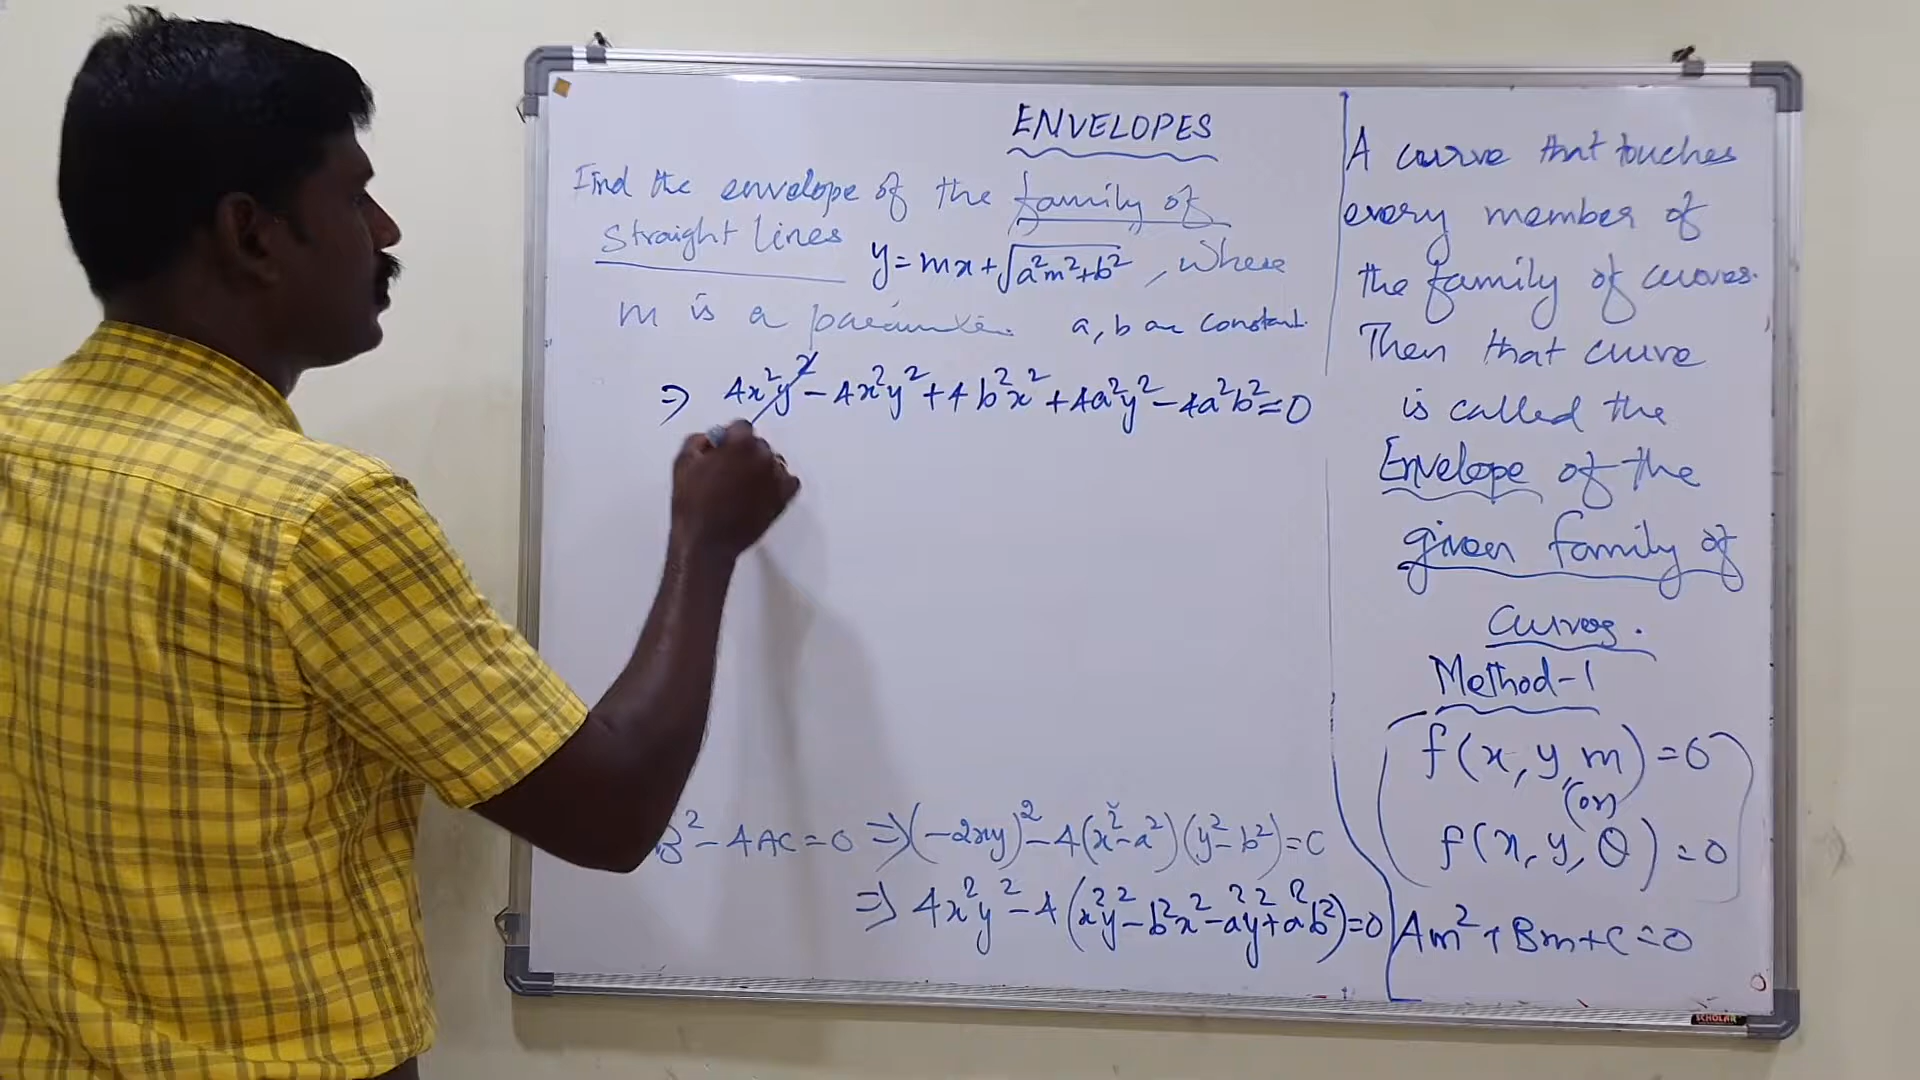 ENVELOPES
Find the envelope of the family of
straight lines y=mx+√a²m²+b², where
m is a parameter. a, b are constant.
⇒ 4x²y² - 4x²y² + 4b²x² + 4a²y² - 4a²b² = 0
B² - 4AC = 0 ⇒ (-2xy)² - 4(x²-a²)(y²-b²) = 0
⇒ 4x²y² - 4(x²y² - b²x² - a²y² + a²b²) = 0
A curve that touches
every member of
the family of curves.
Then that curve
is called the
Envelope of the
given family of
Curves.
Method-1
f(x, y, m) = 0
(or)
f(x, y, θ) = 0
Am² + Bm + C = 0
SCHOLAR